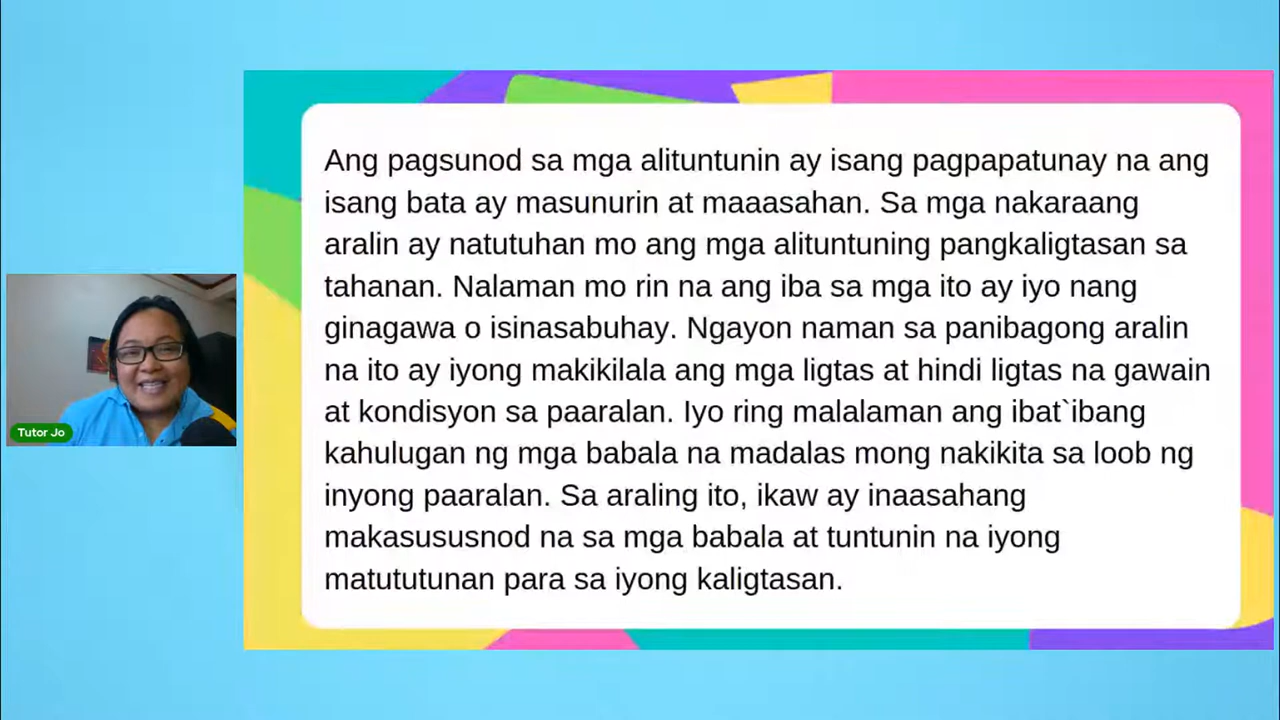 Ang pagsunod sa mga alituntunin ay isang pagpapatunay na ang
isang bata ay masunurin at maaasahan. Sa mga nakaraang
aralin ay natutuhan mo ang mga alituntuning pangkaligtasan sa
tahanan. Nalaman mo rin na ang iba sa mga ito ay iyo nang
ginagawa o isinasabuhay. Ngayon naman sa panibagong aralin
na ito ay iyong makikilala ang mga ligtas at hindi ligtas na gawain
at kondisyon sa paaralan. Iyo ring malalaman ang ibat`ibang
kahulugan ng mga babala na madalas mong nakikita sa loob ng
inyong paaralan. Sa araling ito, ikaw ay inaasahang
makasususnod na sa mga babala at tuntunin na iyong
matututunan para sa iyong kaligtasan.
Tutor Jo